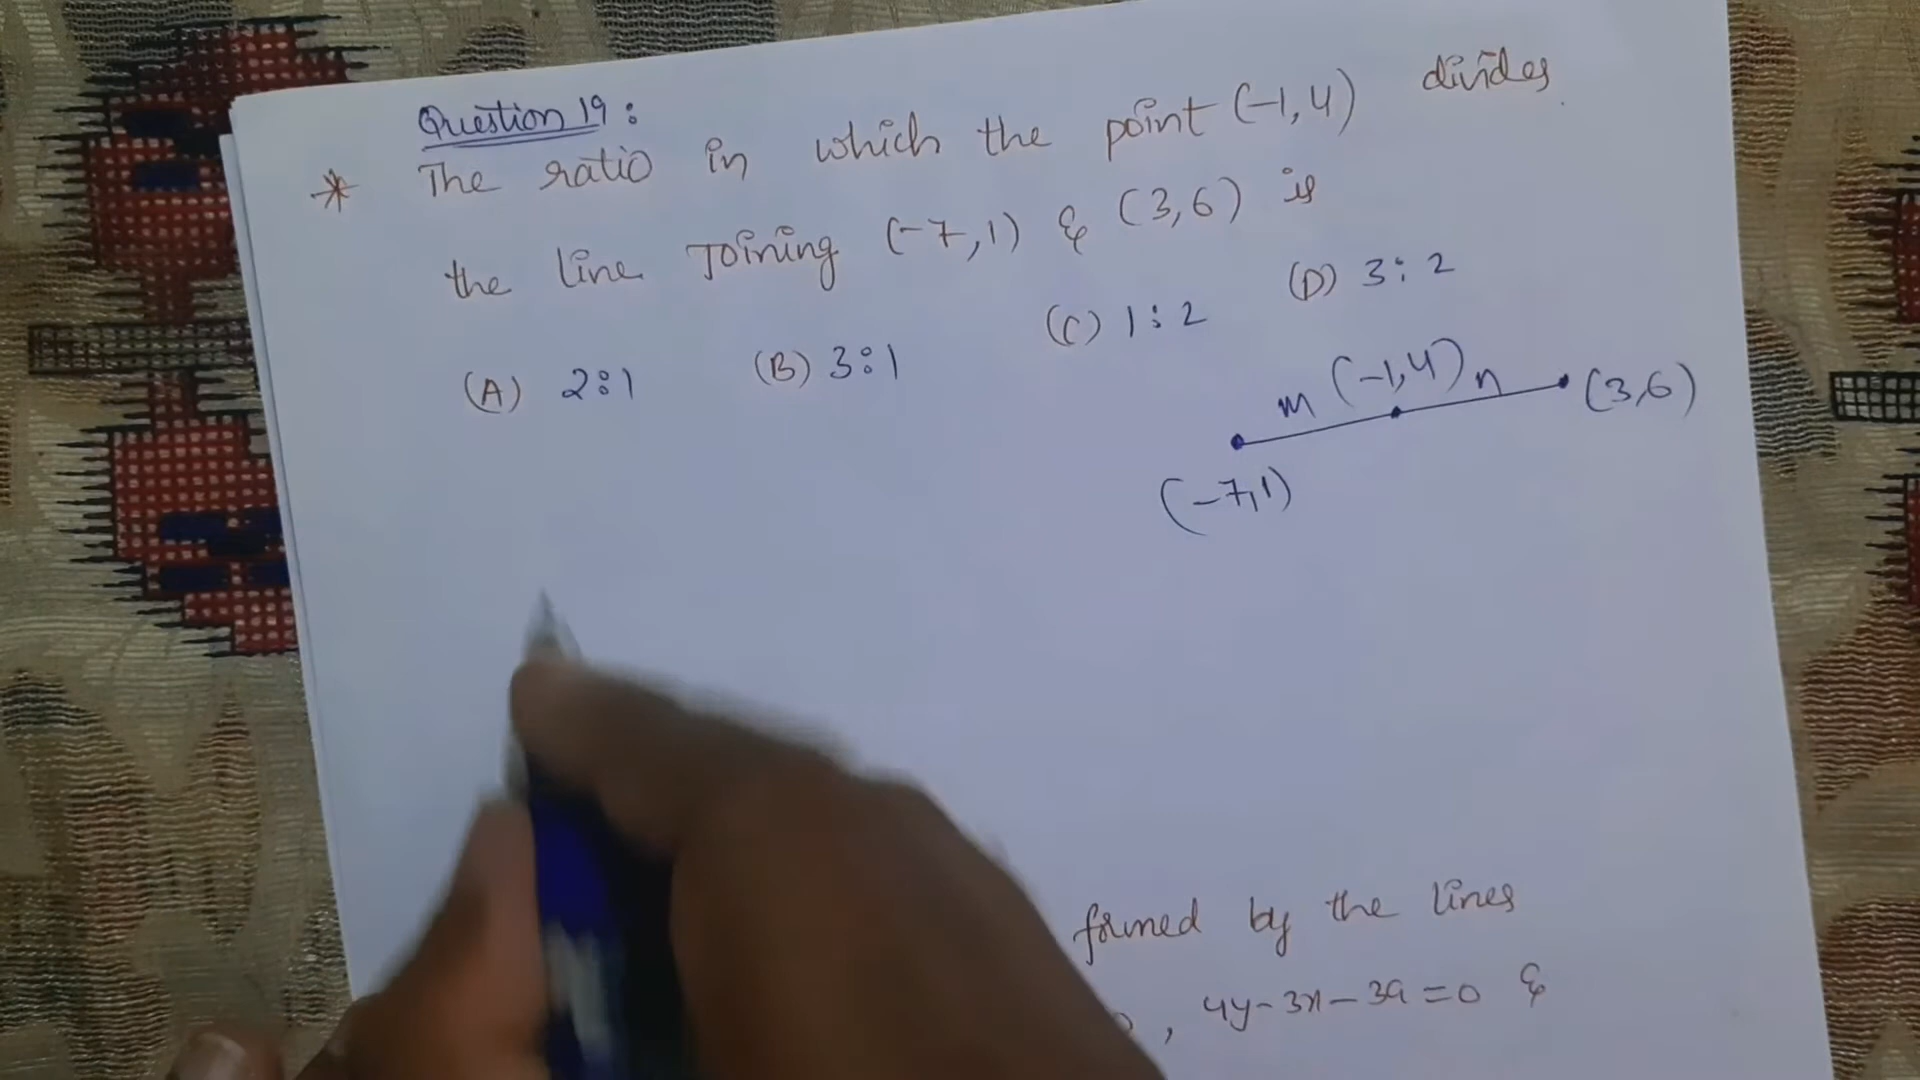 Question 19:
* The ratio in which the point (-1,4) divides
the line Joining (-7,1) & (3,6) is
(A) 2:1 (B) 3:1 (C) 1:2 (D) 3:2
m (-1,4) n (3,6)
(-7,1)
formed by the lines
, 4y-3x-3a=0 &